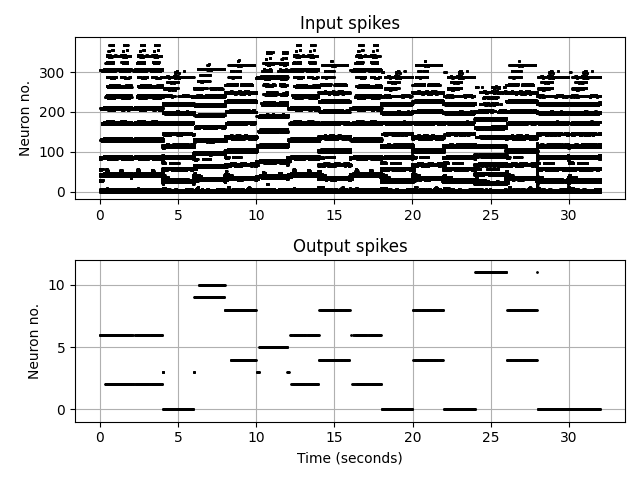 Input spikes
Neuron no.
300
200
100
0
0 5 10 15 20 25 30
Output spikes
Neuron no.
10
5
0
0 5 10 15 20 25 30
Time (seconds)